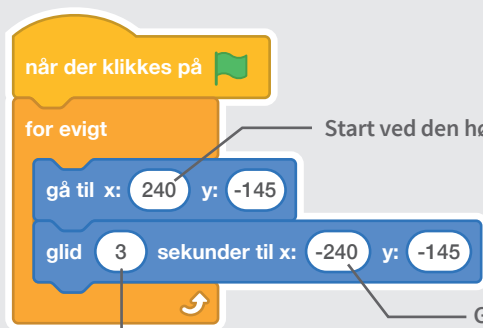 når der klikkes på
for evigt
Start ved den
gå til x: 240 y: -145
glid 3 sekunder til x: -240 y: -145